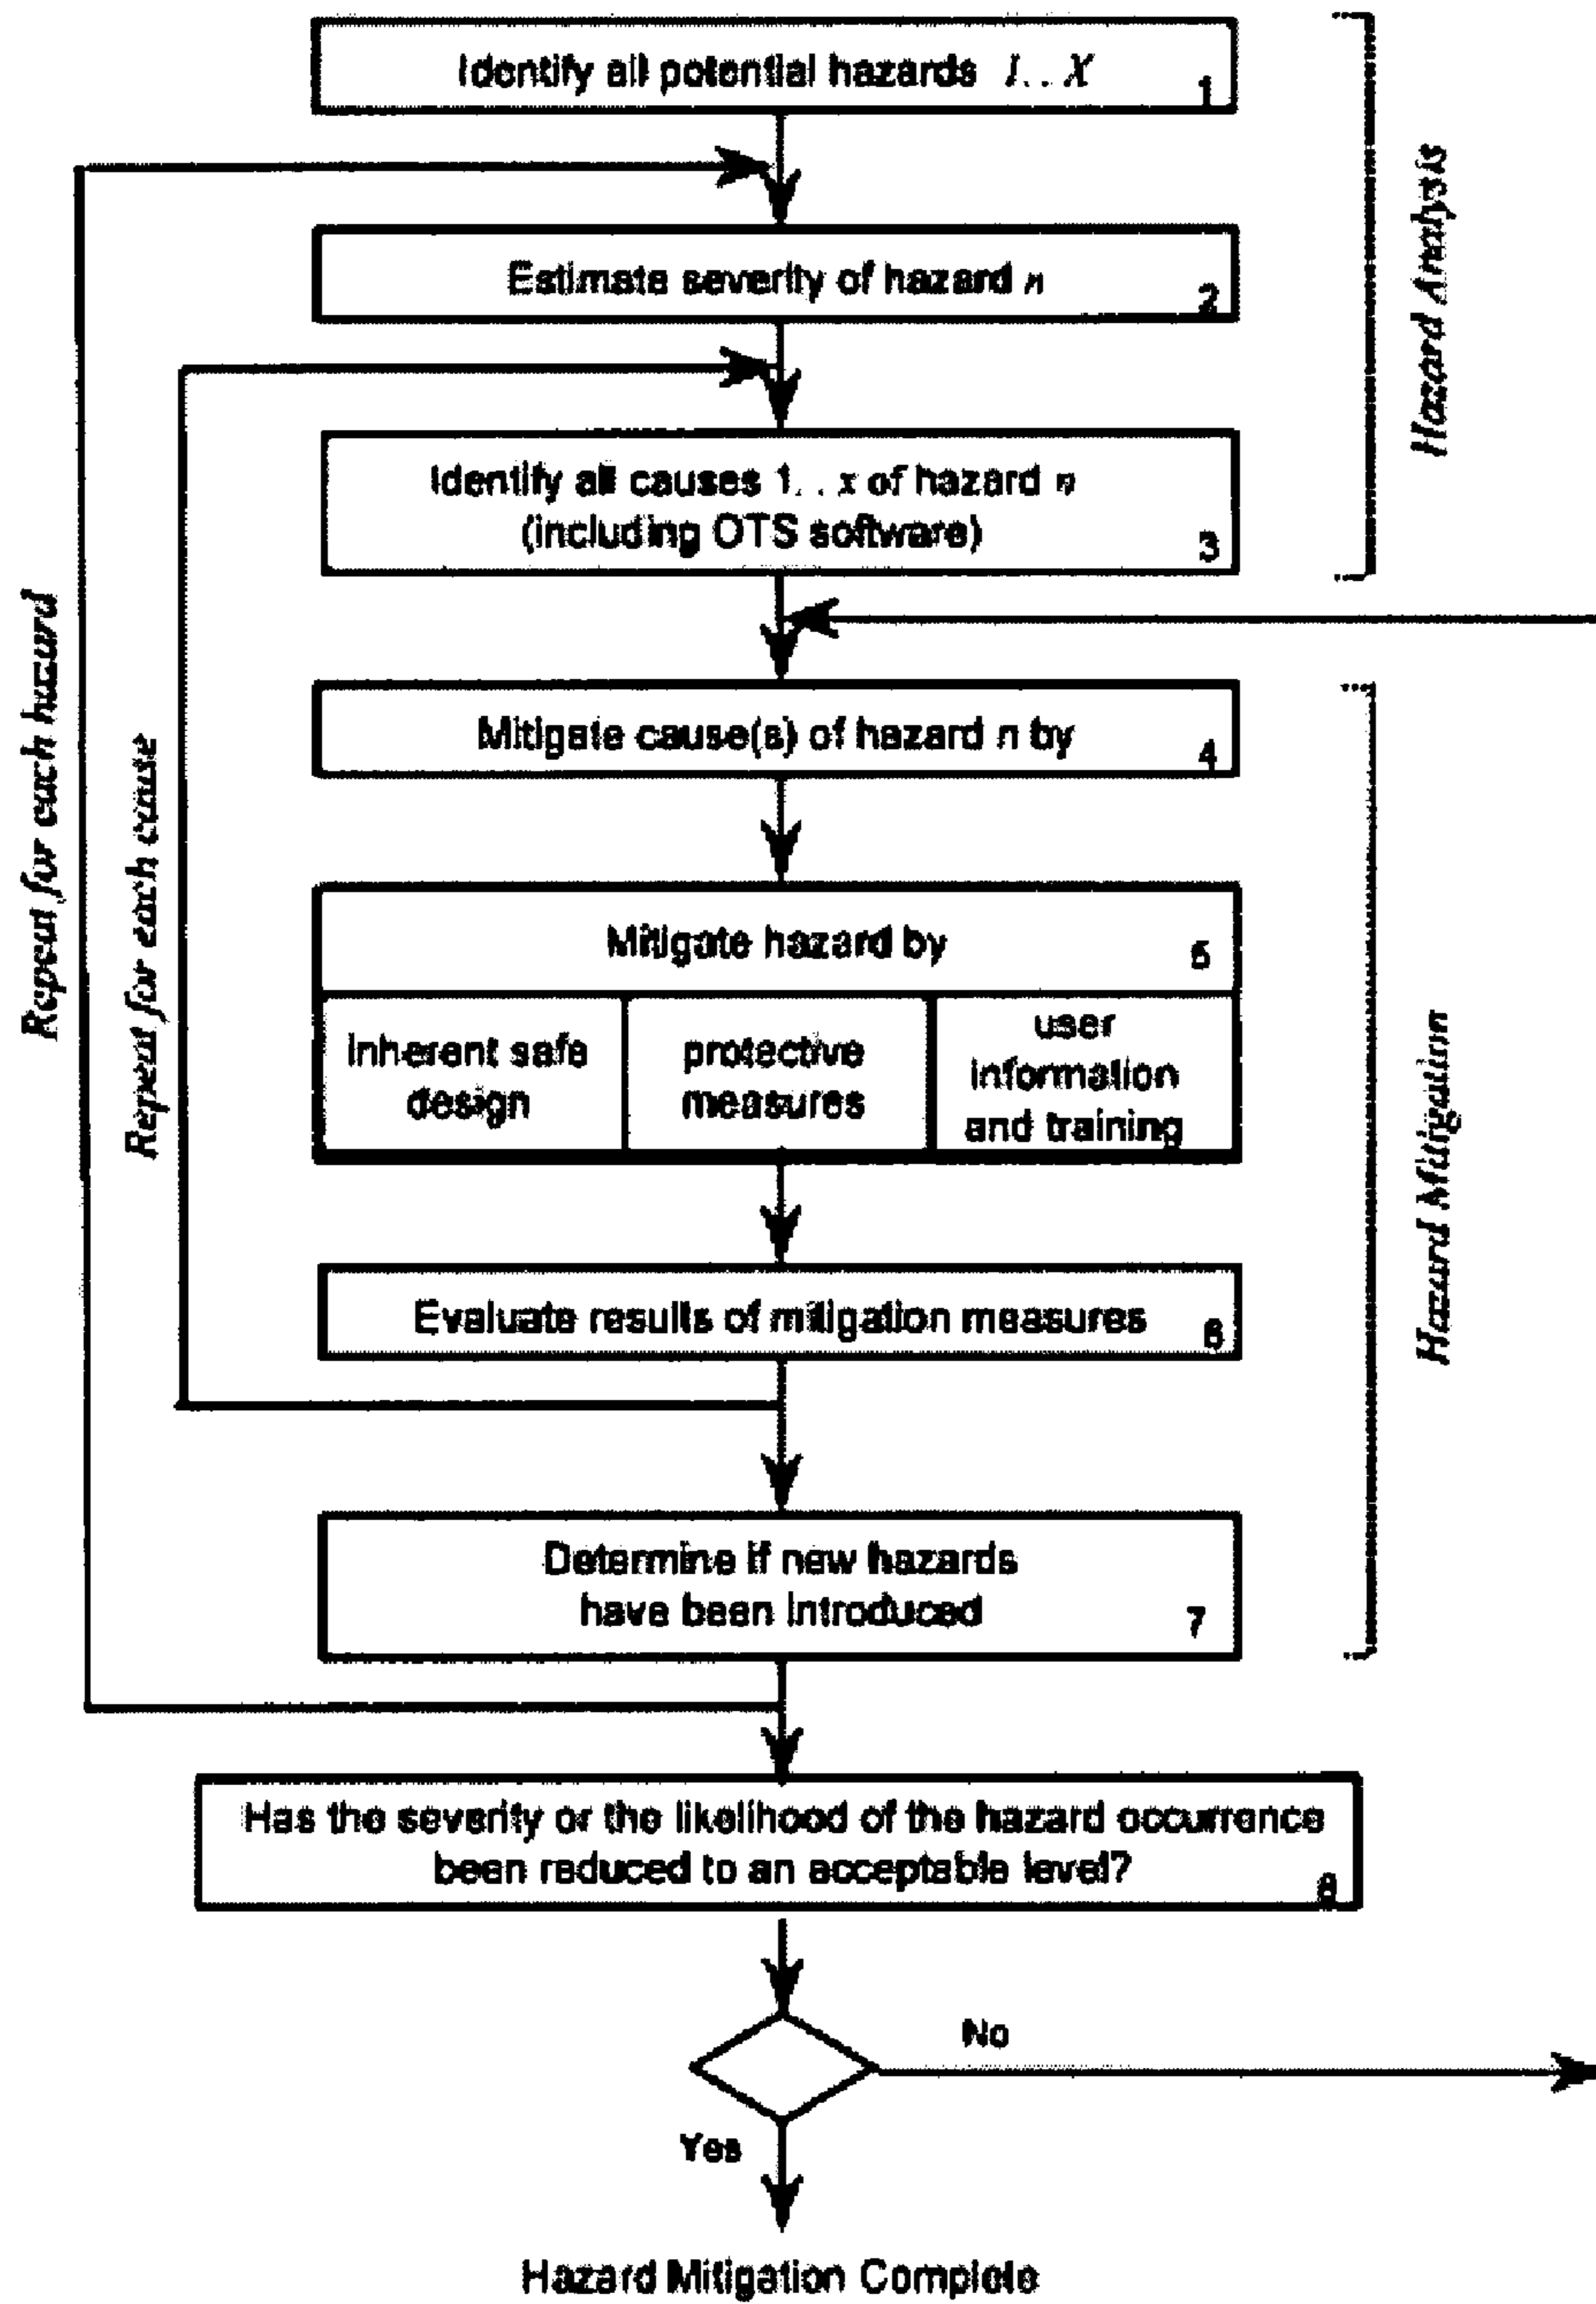 Identify all potential hazards 1..X
1
Estimate severity of hazard n
2
Identify all causes 1..x of hazard n
(including OTS software)
3
Mitigate cause(s) of hazard n by
4
Mitigate hazard by
5
Inherent safe
design
protective
measures
user
information
and training
Evaluate results of mitigation measures
6
Determine if new hazards
have been introduced
7
Has the severity or the likelihood of the hazard occurrence
been reduced to an acceptable level?
8
No
Yes
Hazard Mitigation Complete
Repeat for each hazard
Repeat for each cause
Hazard Analysis
Hazard Mitigation